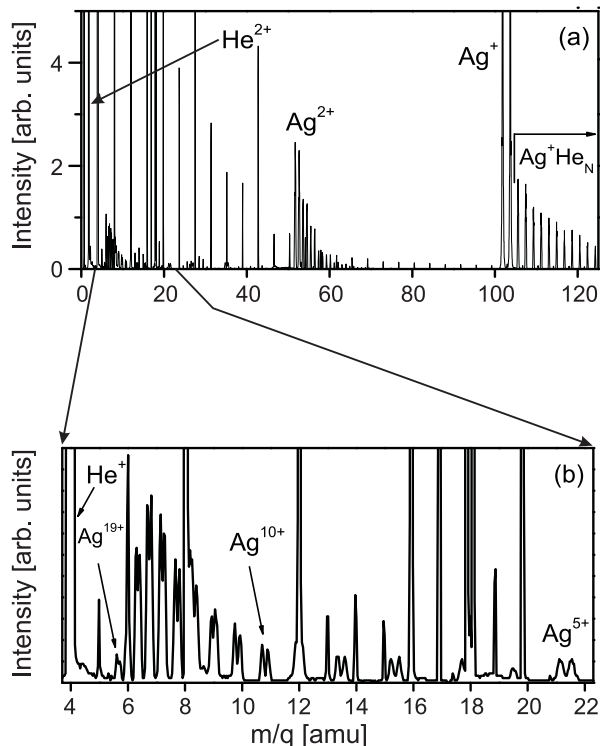 (a)
He2+
Ag+
Ag2+
Ag+HeN
Intensity [arb. units]
4
2
0
0 20 40 60 80 100 120
(b)
He+
Ag19+
Ag10+
Ag5+
Intensity [arb. units]
4 6 8 10 12 14 16 18 20 22
m/q [amu]